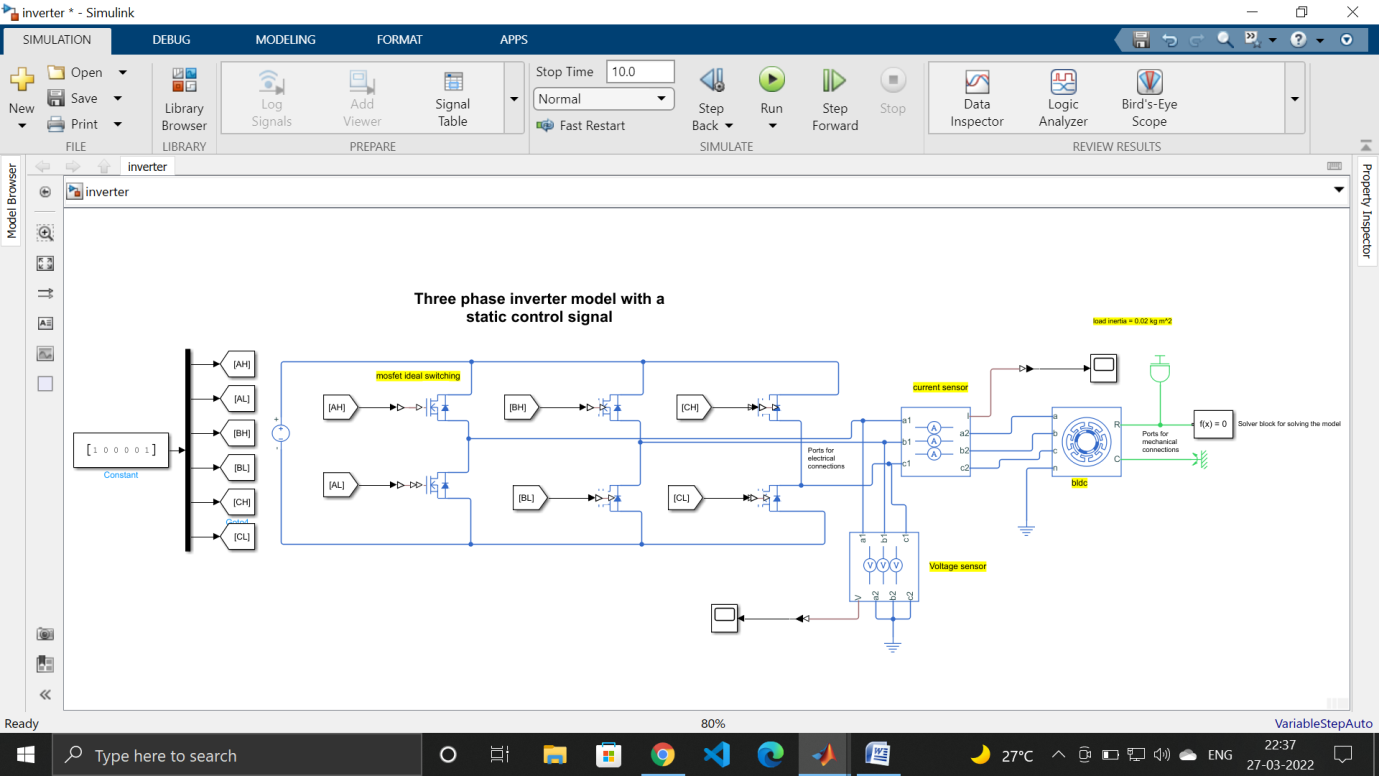 inverter * - Simulink
SIMULATION DEBUG MODELING FORMAT APPS
New
Open
Save
Print
FILE
Library Browser
LIBRARY
Log Signals
Add Viewer
Signal Table
PREPARE
Stop Time 10.0
Normal
Fast Restart
Step Back
Run
Step Forward
Stop
SIMULATE
Data Inspector
Logic Analyzer
Bird's-Eye Scope
REVIEW RESULTS
Model Browser
inverter
inverter
Property Inspector
Three phase inverter model with a
static control signal
load inertia = 0.02 kg m^2
[1 0 0 0 0 1]
Constant
[AH]
[AL]
[BH]
[BL]
[CH]
[CL]
+
-
mosfet ideal switching
[AH]
[BH]
[CH]
[AL]
[BL]
[CL]
current sensor
a1
b1
c1
A
A
A
I
a2
b2
c2
Ports for
electrical
connections
a
b
c
n
R
C
bldc
Ports for
mechanical
connections
f(x) = 0
Solver block for solving the model
a1
b1
c1
V V V
V
a2
b2
c2
Voltage sensor
Ready
80%
VariableStepAuto
Type here to search
27°C
ENG
22:37
27-03-2022